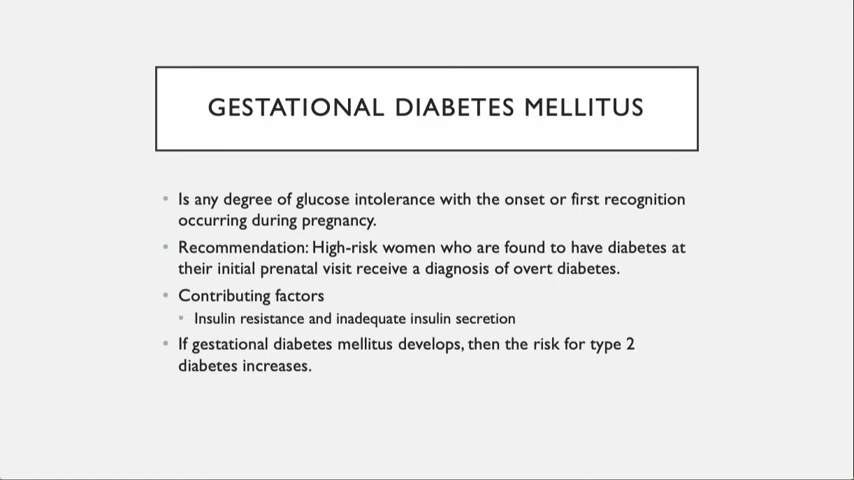 GESTATIONAL DIABETES MELLITUS
• Is any degree of glucose intolerance with the onset or first recognition
occurring during pregnancy.
• Recommendation: High-risk women who are found to have diabetes at
their initial prenatal visit receive a diagnosis of overt diabetes.
• Contributing factors
• Insulin resistance and inadequate insulin secretion
• If gestational diabetes mellitus develops, then the risk for type 2
diabetes increases.